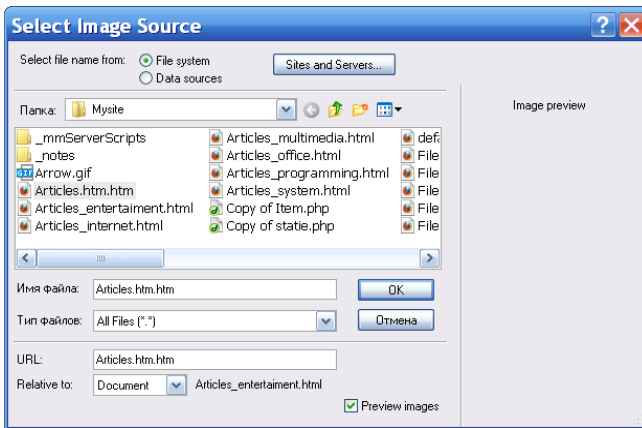 Select Image Source
Select file name from: File system
Data sources
Sites and Servers...
Папка: Mysite
Image preview
_mmServerScripts
_notes
GIF Arrow.gif
Articles.htm.htm
Articles_entertaiment.html
Articles_internet.html
Articles_multimedia.html
Articles_office.html
Articles_programming.html
Articles_system.html
Copy of Item.php
Copy of statie.php
defa
File
File
File
File
File
Имя файла: Articles.htm.htm
OK
Тип файлов: All Files (*.*)
Отмена
URL: Articles.htm.htm
Relative to: Document Articles_entertaiment.html
Preview images